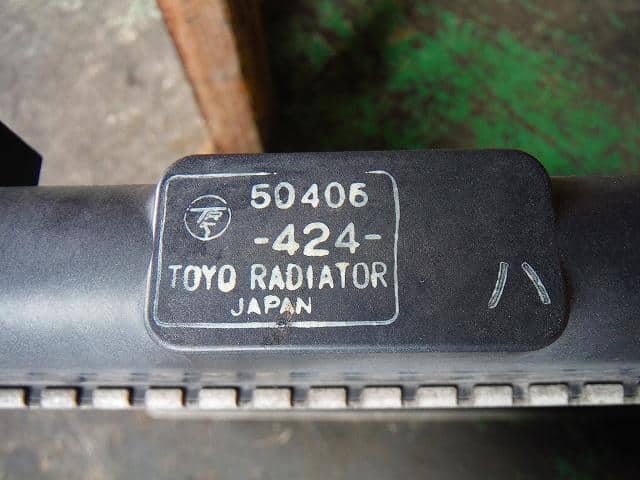 50406
-424-
TOYO RADIATOR
JAPAN
ハ